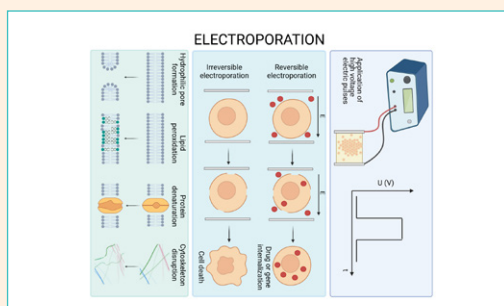 ELECTROPORATION
Hydrophilic pore
formation
Lipid
peroxidation
Protein
denaturation
Cytoskeleton
disruption
Irreversible
electroporation
Reversible
electroporation
E
E
Cell death
Drug or gene
internalization
Application of
high voltage
electric pulses
U (V)
t